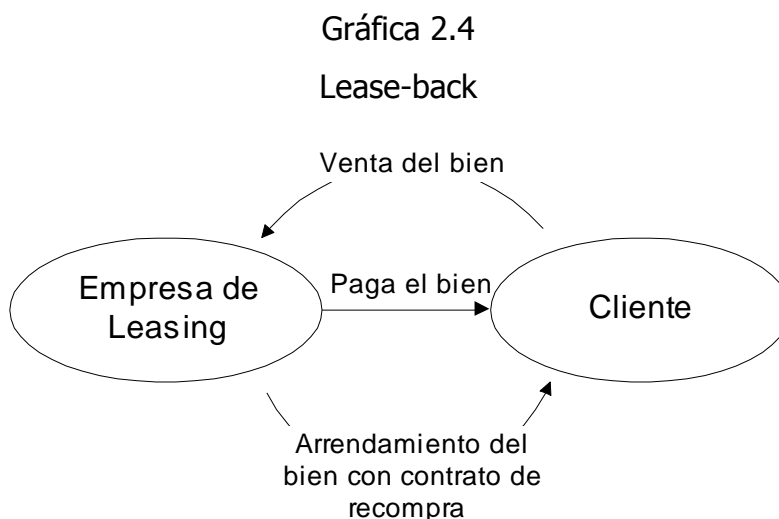 Gráfica 2.4
Lease-back
Venta del bien
Empresa de
Leasing
Paga el bien
Cliente
Arrendamiento del
bien con contrato de
recompra